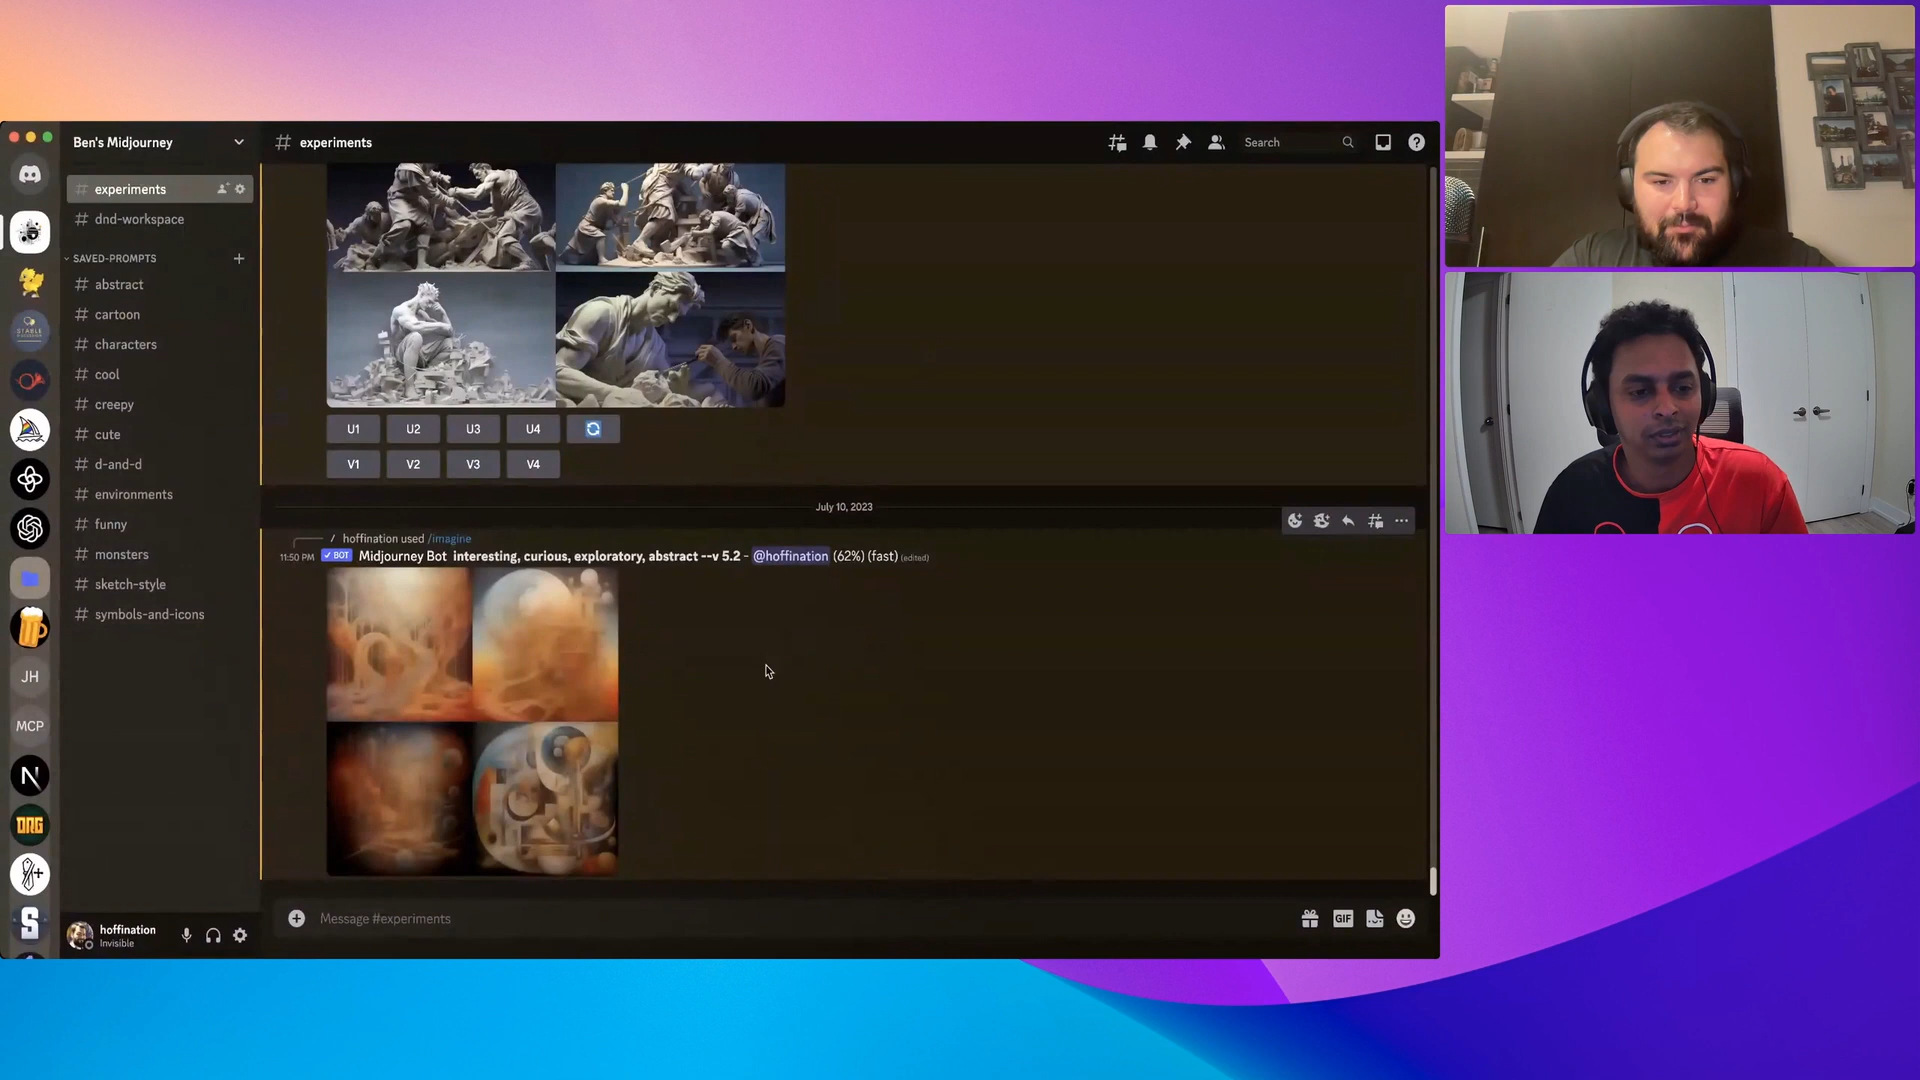 Ben's Midjourney
experiments
dnd-workspace
SAVED-PROMPTS
abstract
cartoon
characters
cool
creepy
cute
d-and-d
environments
funny
monsters
sketch-style
symbols-and-icons
JH
MCP
DRG
hoffination
Invisible
experiments
Search
U1 U2 U3 U4
V1 V2 V3 V4
July 10, 2023
hoffination used /imagine
11:50 PM ✓ BOT Midjourney Bot interesting, curious, exploratory, abstract --v 5.2 - @hoffination (62%) (fast) (edited)
Message #experiments
GIF